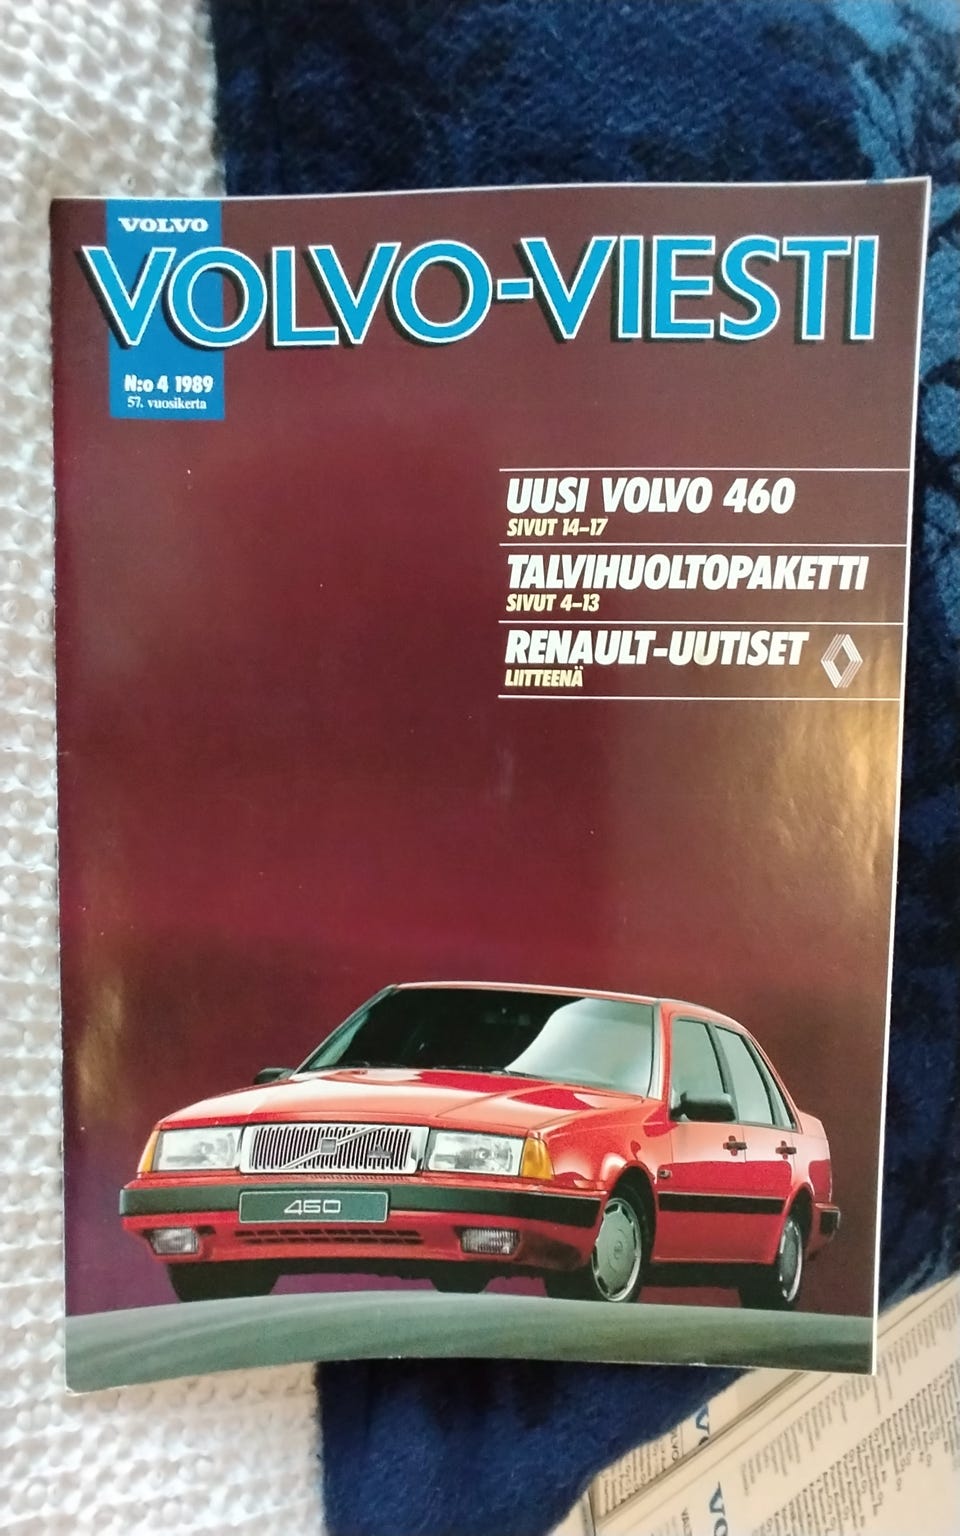 VOLVO
VOLVO-VIESTI
N:o 4 1989
57. vuosikerta
UUSI VOLVO 460
SIVUT 14–17
TALVIHUOLTOPAKETTI
SIVUT 4–13
RENAULT-UUTISET
LIITTEENÄ
460